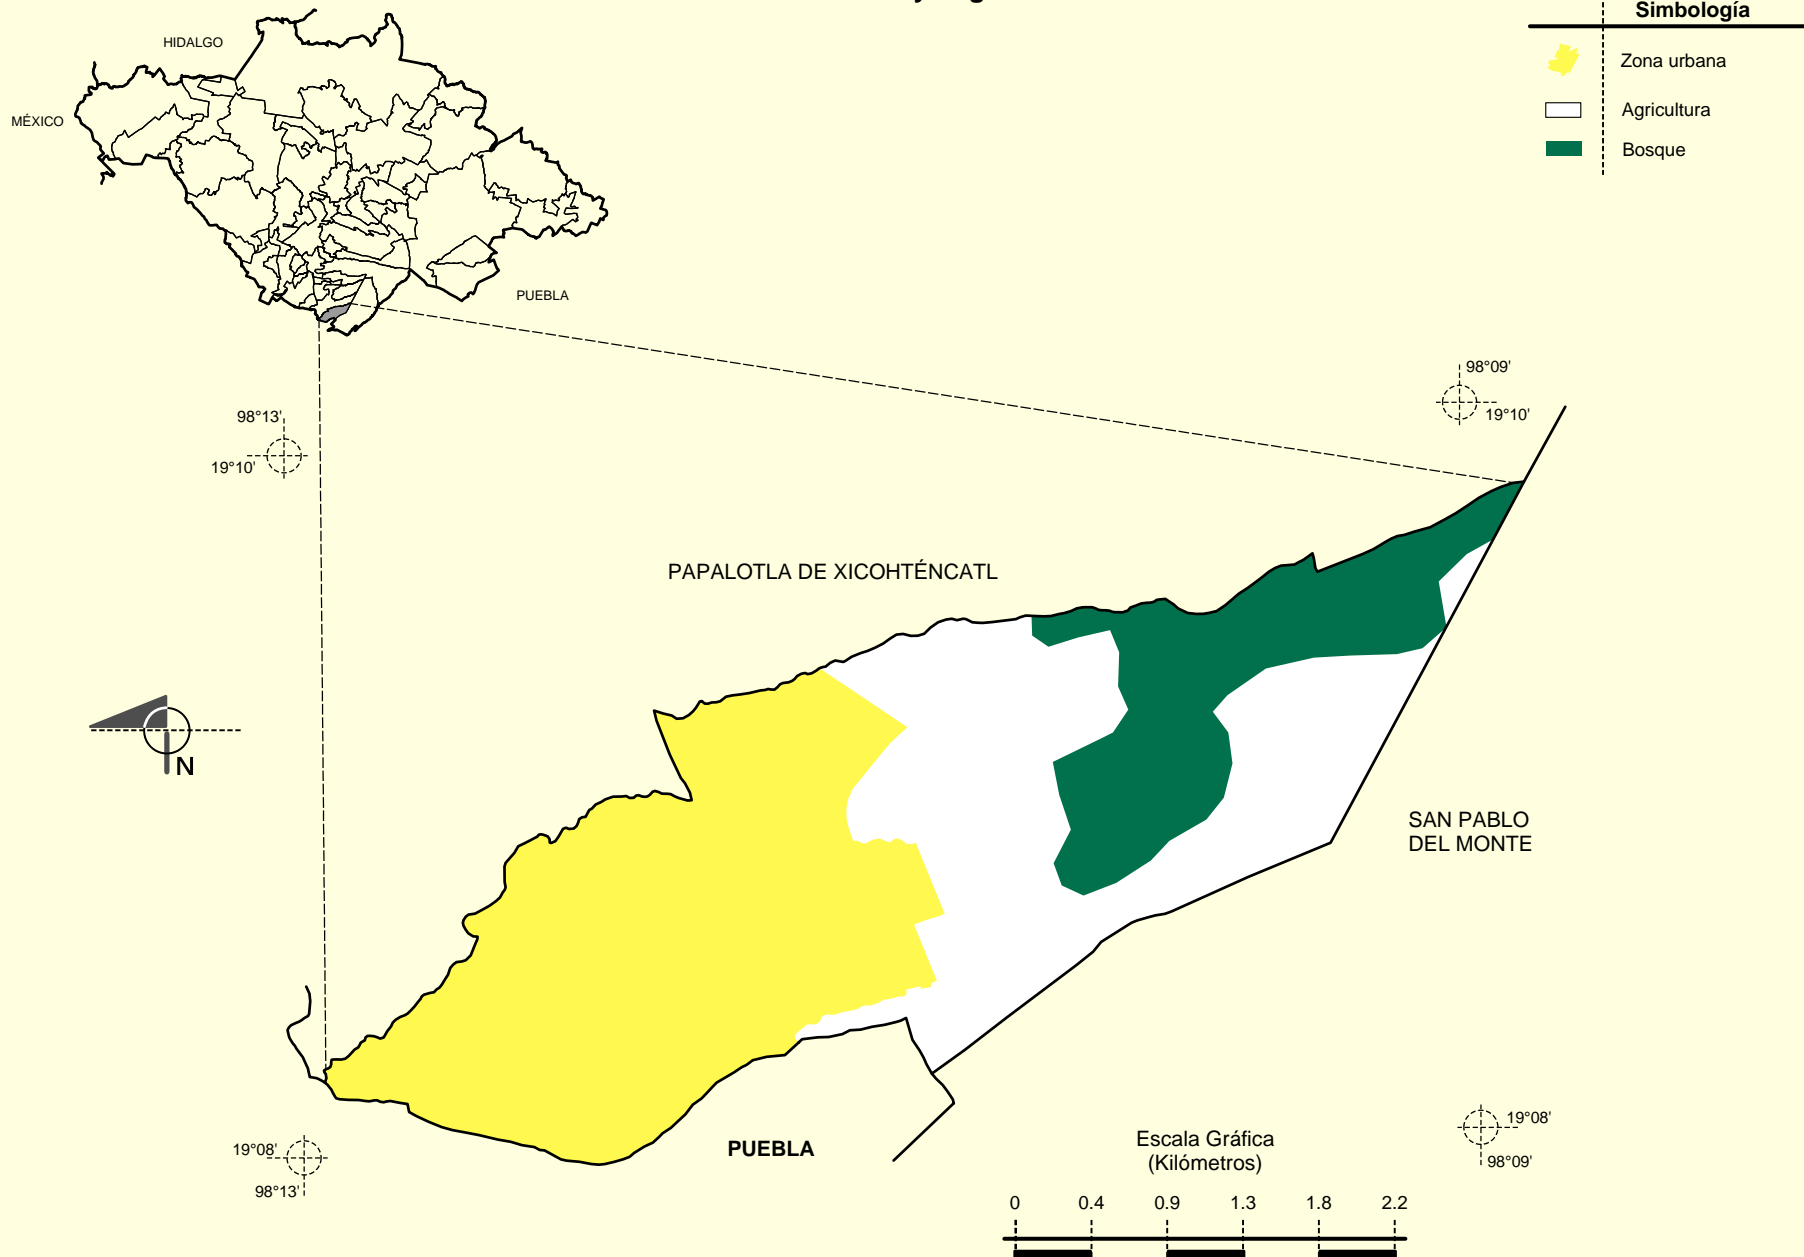 Simbología
Zona urbana
Agricultura
Bosque
HIDALGO
MÉXICO
PUEBLA
98°09'
19°10'
98°13'
19°10'
PAPALOTLA DE XICOHTÉNCATL
N
SAN PABLO
DEL MONTE
PUEBLA
19°08'
98°13'
19°08'
98°09'
Escala Gráfica
(Kilómetros)
0 0.4 0.9 1.3 1.8 2.2